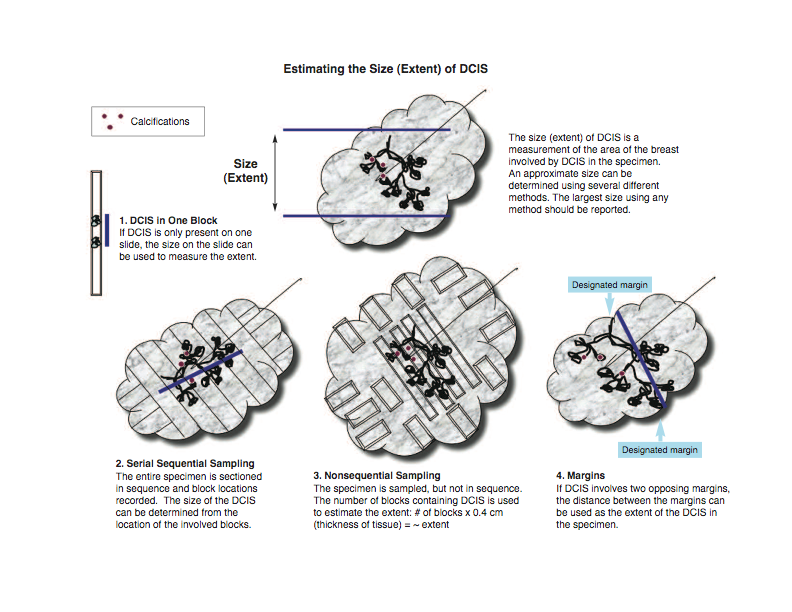 Estimating the Size (Extent) of DCIS
Calcifications
Size
(Extent)
The size (extent) of DCIS is a
measurement of the area of the breast
involved by DCIS in the specimen.
An approximate size can be
determined using several different
methods. The largest size using any
method should be reported.
1. DCIS in One Block
If DCIS is only present on one
slide, the size on the slide can
be used to measure the extent.
2. Serial Sequential Sampling
The entire specimen is sectioned
in sequence and block locations
recorded. The size of the DCIS
can be determined from the
location of the involved blocks.
3. Nonsequential Sampling
The specimen is sampled, but not in sequence.
The number of blocks containing DCIS is used
to estimate the extent: # of blocks x 0.4 cm
(thickness of tissue) = ~ extent
Designated margin
Designated margin
4. Margins
If DCIS involves two opposing margins,
the distance between the margins can
be used as the extent of the DCIS in
the specimen.